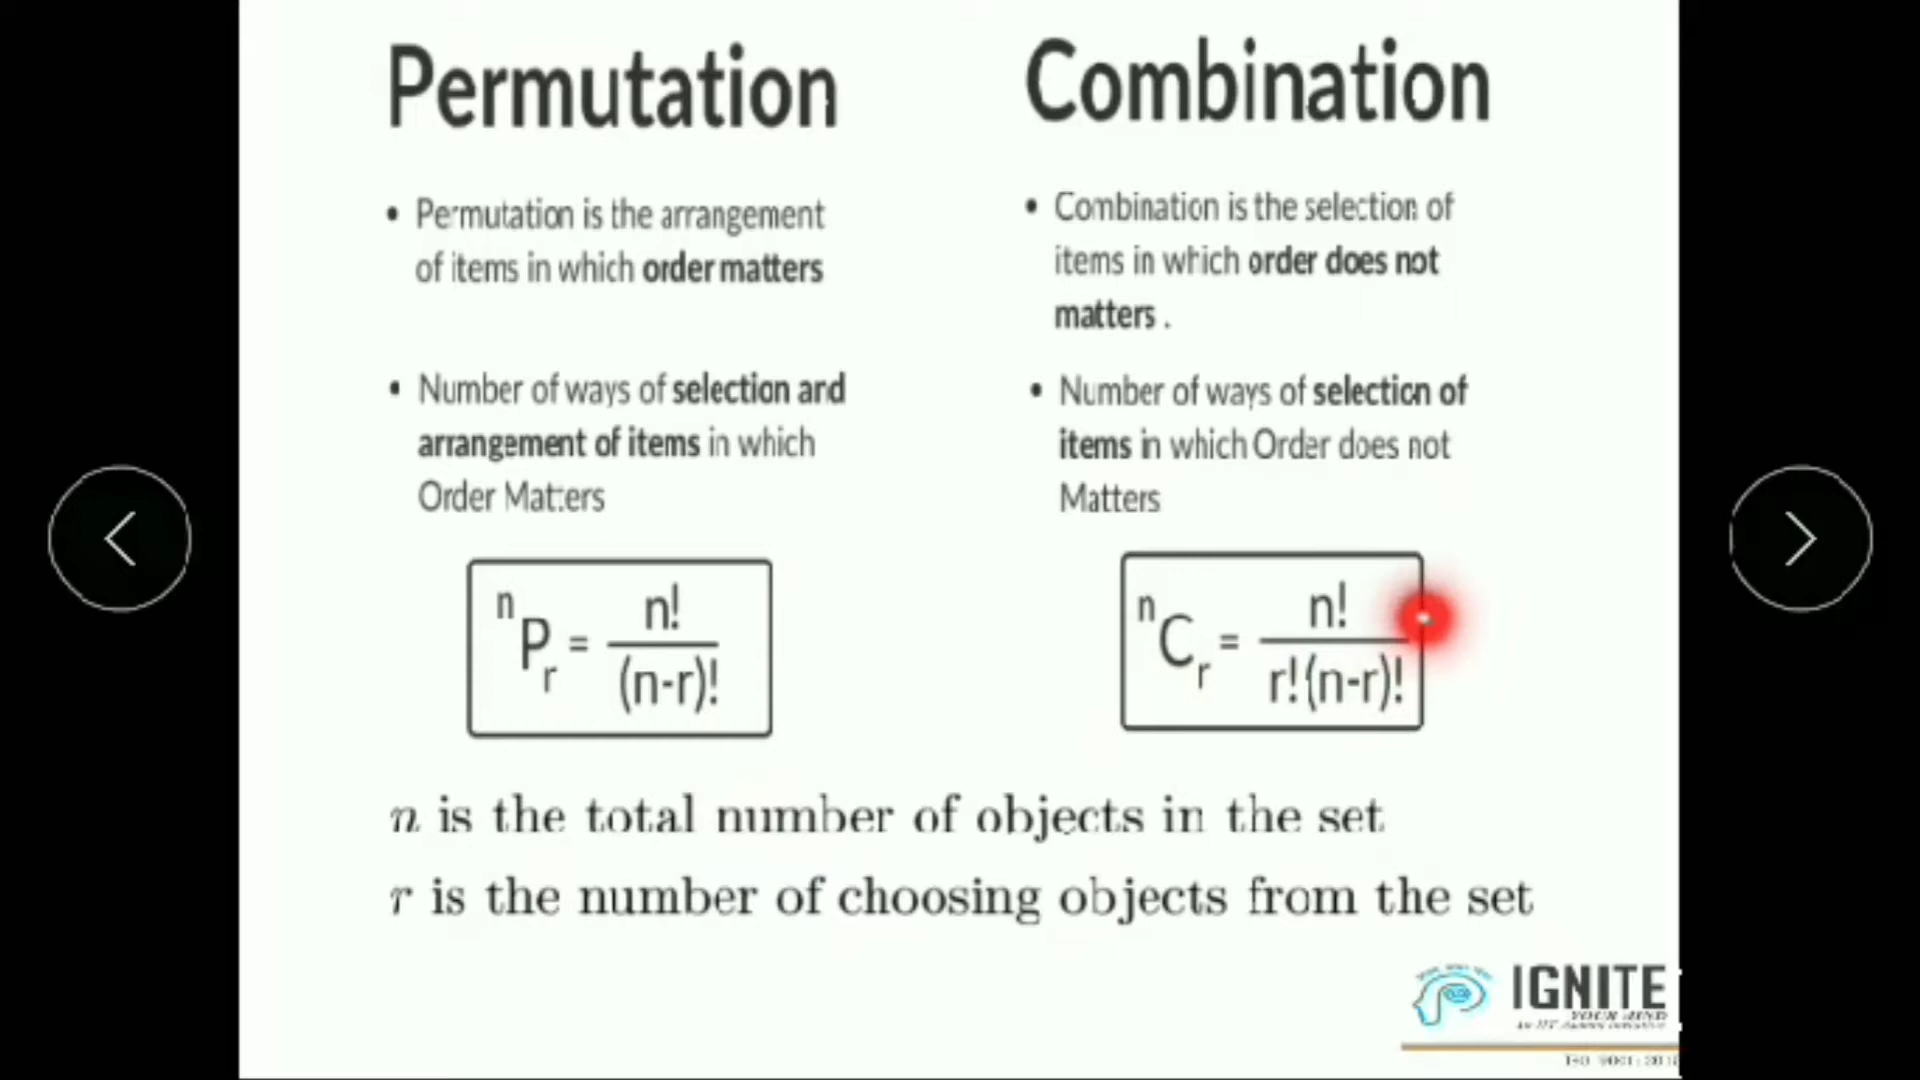 Permutation
• Permutation is the arrangement
of items in which order matters
• Number of ways of selection and
arrangement of items in which
Order Matters
nPr = n! / (n-r)!
Combination
• Combination is the selection of
items in which order does not
matters .
• Number of ways of selection of
items in which Order does not
Matters
nCr = n! / r!(n-r)!
n is the total number of objects in the set
r is the number of choosing objects from the set
IGNITE
YOUR MIND